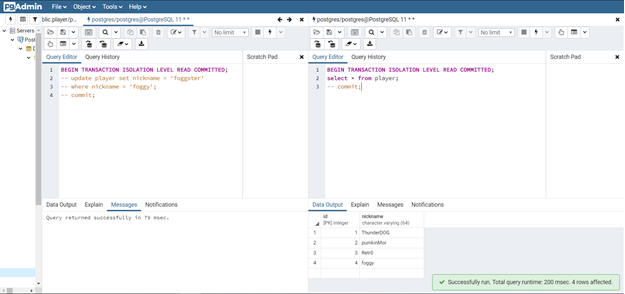 pgAdmin File Object Tools Help
blic.player/p... postgres/postgres@PostgreSQL 11 **
postgres/postgres@PostgreSQL 11 **
Servers
No limit
No limit
Query Editor Query History Scratch Pad
Query Editor Query History Scratch Pad
1 BEGIN TRANSACTION ISOLATION LEVEL READ COMMITTED;
2 -- update player set nickname = 'foggster'
3 -- where nickname = 'foggy';
4 -- commit;
1 BEGIN TRANSACTION ISOLATION LEVEL READ COMMITTED;
2 select * from player;
3 -- commit;
Data Output Explain Messages Notifications
Query returned successfully in 79 msec.
Data Output Explain Messages Notifications
id
[PK] integer
nickname
character varying (64)
1 1 ThunderDOG
2 2 pumkinMor
3 3 Retr0
4 4 foggy
Successfully run. Total query runtime: 200 msec. 4 rows affected.